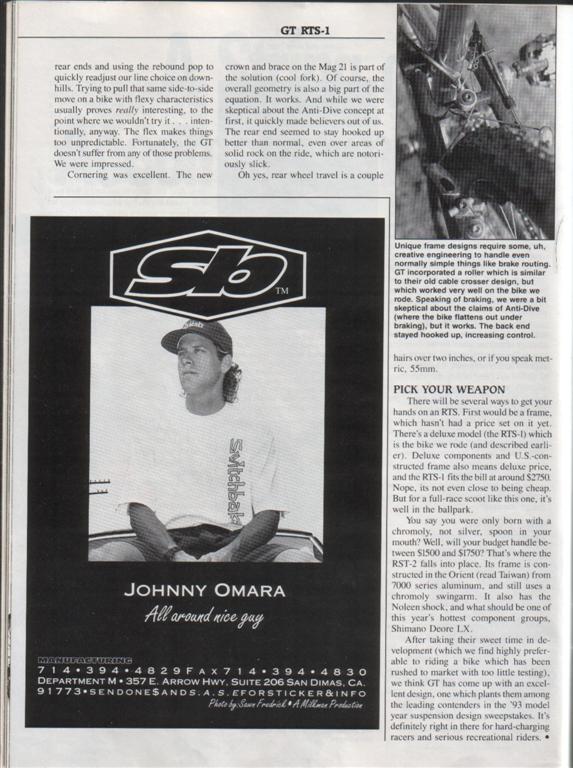 GT RTS-1
rear ends and using the rebound pop to
quickly readjust our line choice on down-
hills. Trying to pull that same side-to-side
move on a bike with flexy characteristics
usually proves really interesting, to the
point where we wouldn't try it . . . inten-
tionally, anyway. The flex makes things
too unpredictable. Fortunately, the GT
doesn't suffer from any of those problems.
We were impressed.
Cornering was excellent. The new
crown and brace on the Mag 21 is part of
the solution (cool fork). Of course, the
overall geometry is also a big part of the
equation. It works. And while we were
skeptical about the Anti-Dive concept at
first, it quickly made believers out of us.
The rear end seemed to stay hooked up
better than normal, even over areas of
solid rock on the ride, which are notori-
ously slick.
Oh yes, rear wheel travel is a couple
Unique frame designs require some, uh,
creative engineering to handle even
normally simple things like brake routing.
GT incorporated a roller which is similar
to their old cable crosser design, but
which worked very well on the bike we
rode. Speaking of braking, we were a bit
skeptical about the claims of Anti-Dive
(where the bike flattens out under
braking), but it works. The back end
stayed hooked up, increasing control.
hairs over two inches, or if you speak met-
ric, 55mm.
PICK YOUR WEAPON
There will be several ways to get your
hands on an RTS. First would be a frame,
which hasn't had a price set on it yet.
There's a deluxe model (the RTS-1) which
is the bike we rode (and described earli-
er). Deluxe components and U.S.-con-
structed frame also means deluxe price,
and the RTS-1 fits the bill at around $2750.
Nope, its not even close to being cheap.
But for a full-race scoot like this one, it's
well in the ballpark.
You say you were only born with a
chromoly, not silver, spoon in your
mouth? Well, will your budget handle be-
tween $1500 and $1750? That's where the
RST-2 falls into place. Its frame is con-
structed in the Orient (read Taiwan) from
7000 series aluminum, and still uses a
chromoly swingarm. It also has the
Noleen shock, and what should be one of
this year's hottest component groups,
Shimano Deore LX.
After taking their sweet time in de-
velopment (which we find highly prefer-
able to riding a bike which has been
rushed to market with too little testing),
we think GT has come up with an excel-
lent design, one which plants them among
the leading contenders in the '93 model
year suspension design sweepstakes. It's
definitely right in there for hard-charging
racers and serious recreational riders. •
sb TM
Svitchbak
JOHNNY OMARA
All around nice guy
MANUFACTURING
714•394•4829 FAX 714•394•4830
DEPARTMENT M • 357 E. ARROW HWY. SUITE 206 SAN DIMAS, CA.
91773 • SEND ONE $ AND S.A.S.E FOR STICKER & INFO
Photo by: Sawn Fredrick • A Milkman Production